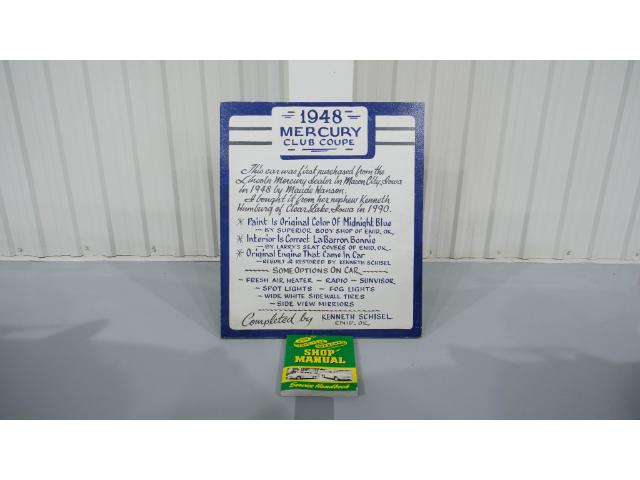 1948
MERCURY
CLUB COUPE
This car was first purchased from the
Lincoln Mercury dealer in Mason City, Iowa
in 1948 by Maude Hanson.
I bought it from her nephew Kenneth
Humburg of Clear Lake, Iowa in 1990.
* Paint Is Original Color Of Midnight Blue
- BY SUPERIOR BODY SHOP OF ENID, OK.
* Interior Is Correct LaBarron Bonnie
- BY LARRY'S SEAT COVERS OF ENID, OK.
* Original Engine That Came In Car
- REBUILT & RESTORED BY KENNETH SCHISEL
SOME OPTIONS ON CAR
- FRESH AIR HEATER - RADIO - SUNVISOR
- SPOT LIGHTS - FOG LIGHTS
- WIDE WHITE SIDEWALL TIRES
- SIDE VIEW MIRRIORS
Completed by KENNETH SCHISEL
ENID, OK
SHOP
MANUAL
Service Handbook